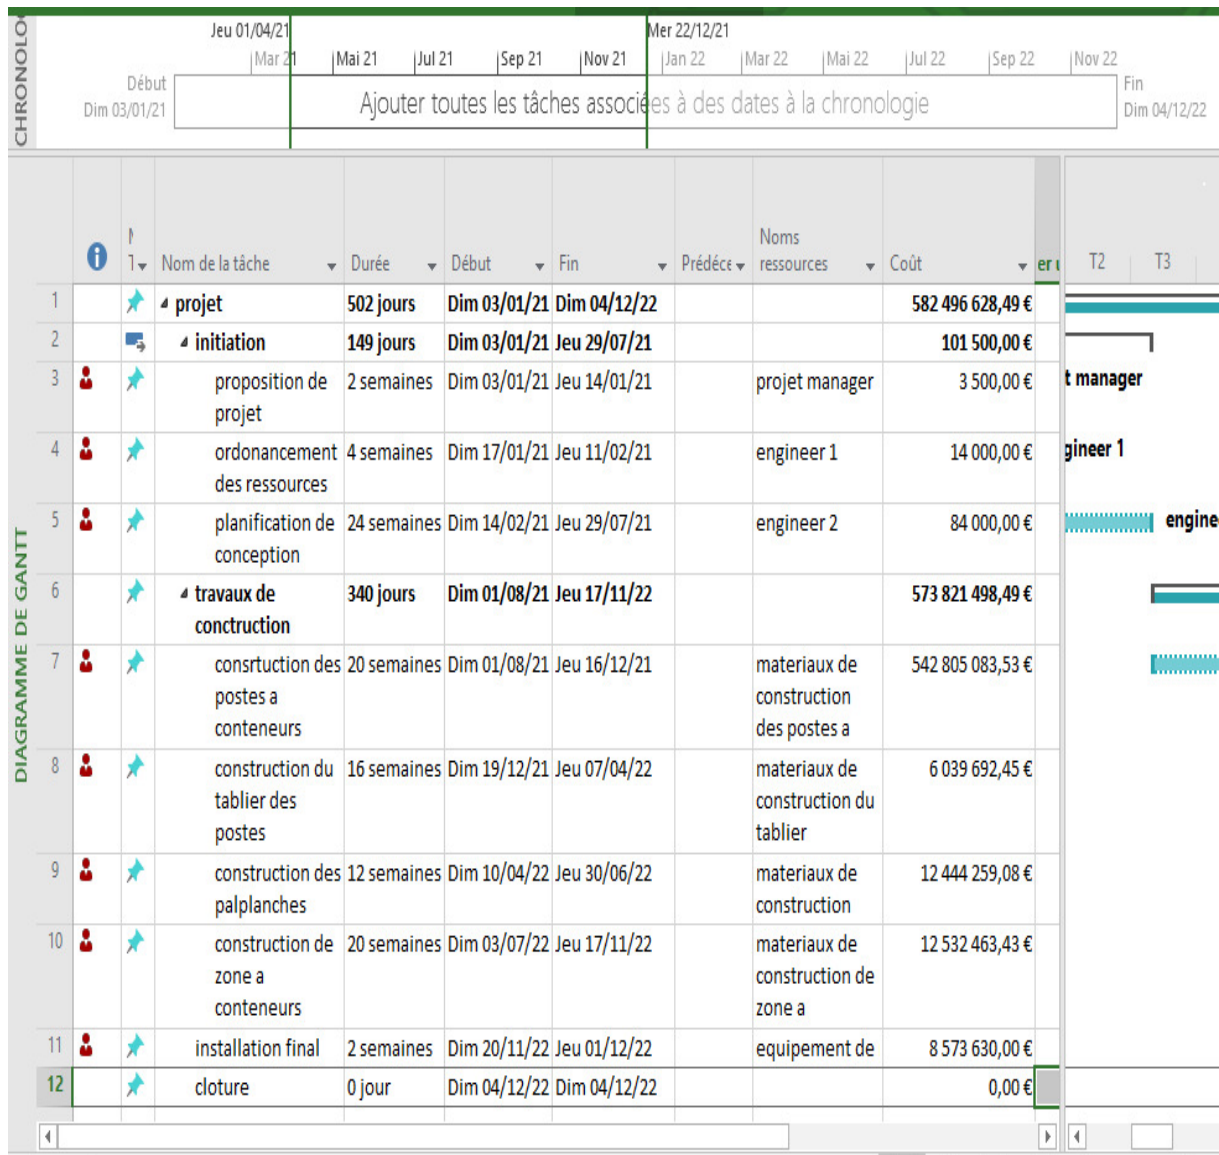 CHRONOLO
Jeu 01/04/21 Mer 22/12/21
Mar 21 Mai 21 Jul 21 Sep 21 Nov 21 Jan 22 Mar 22 Mai 22 Jul 22 Sep 22 Nov 22
Début Fin
Dim 03/01/21 Dim 04/12/22
Ajouter toutes les tâches associées à des dates à la chronologie
DIAGRAMME DE GANTT
Noms
Nom de la tâche Durée Début Fin Prédéce ressources Coût er T2 T3
1 projet 502 jours Dim 03/01/21 Dim 04/12/22 582 496 628,49 €
2 initiation 149 jours Dim 03/01/21 Jeu 29/07/21 101 500,00 €
3 proposition de 2 semaines Dim 03/01/21 Jeu 14/01/21 projet manager 3 500,00 € t manager
projet
4 ordonancement 4 semaines Dim 17/01/21 Jeu 11/02/21 engineer 1 14 000,00 € gineer 1
des ressources
5 planification de 24 semaines Dim 14/02/21 Jeu 29/07/21 engineer 2 84 000,00 € engine
conception
6 travaux de 340 jours Dim 01/08/21 Jeu 17/11/22 573 821 498,49 €
conctruction
7 consrtuction des 20 semaines Dim 01/08/21 Jeu 16/12/21 materiaux de 542 805 083,53 €
postes a construction
conteneurs des postes a
8 construction du 16 semaines Dim 19/12/21 Jeu 07/04/22 materiaux de 6 039 692,45 €
tablier des construction du
postes tablier
9 construction des 12 semaines Dim 10/04/22 Jeu 30/06/22 materiaux de 12 444 259,08 €
palplanches construction
10 construction de 20 semaines Dim 03/07/22 Jeu 17/11/22 materiaux de 12 532 463,43 €
zone a construction de
conteneurs zone a
11 installation final 2 semaines Dim 20/11/22 Jeu 01/12/22 equipement de 8 573 630,00 €
12 cloture 0 jour Dim 04/12/22 Dim 04/12/22 0,00 €